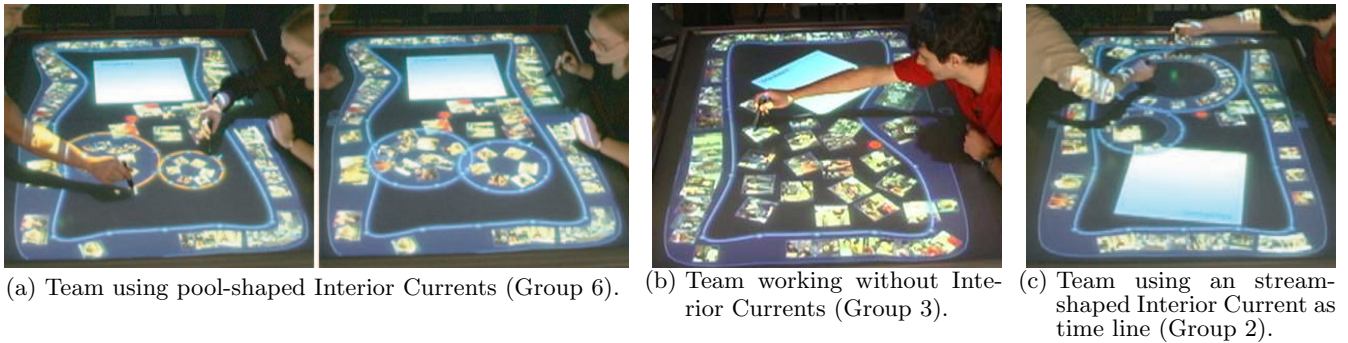 (a) Team using pool-shaped Interior Currents (Group 6).
(b) Team working without Inte-
rior Currents (Group 3).
(c) Team using an stream-
shaped Interior Current as
time line (Group 2).